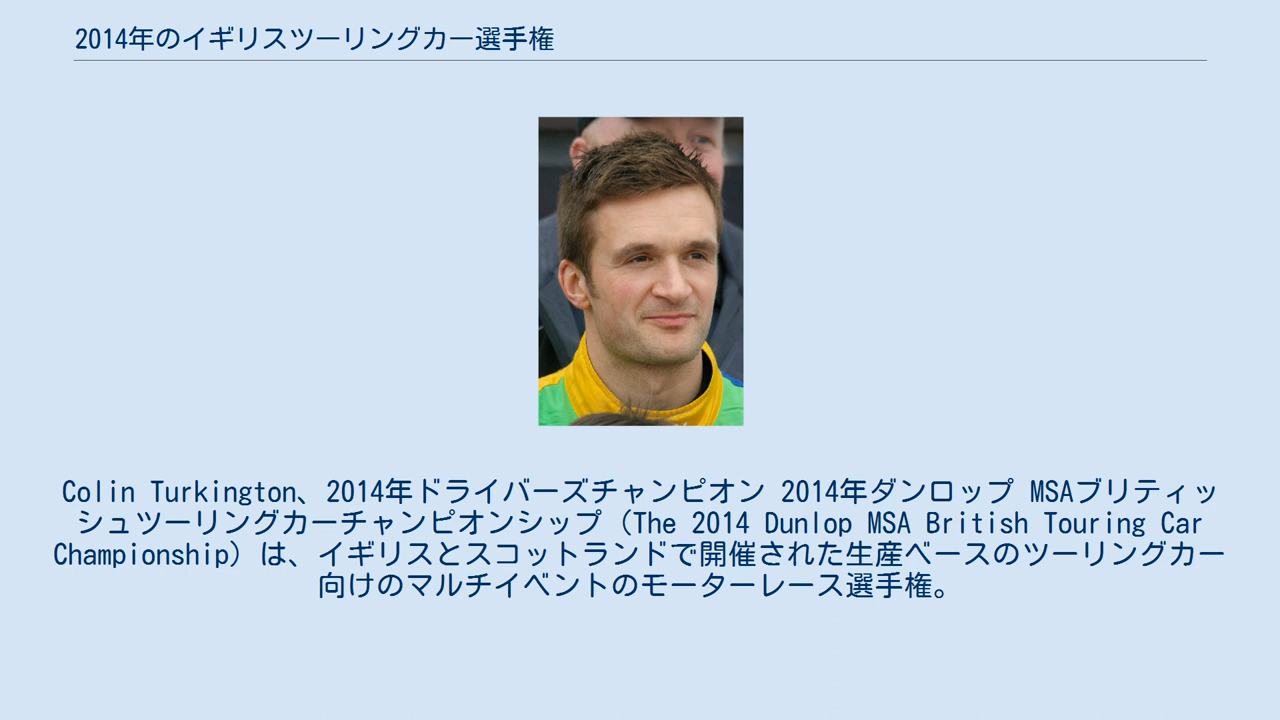 2014年のイギリスツーリングカー選手権
Colin Turkington、2014年ドライバーズチャンピオン 2014年ダンロップ MSAブリティッ
シュツーリングカーチャンピオンシップ（The 2014 Dunlop MSA British Touring Car
Championship）は、イギリスとスコットランドで開催された生産ベースのツーリングカー
向けのマルチイベントのモーターレース選手権。